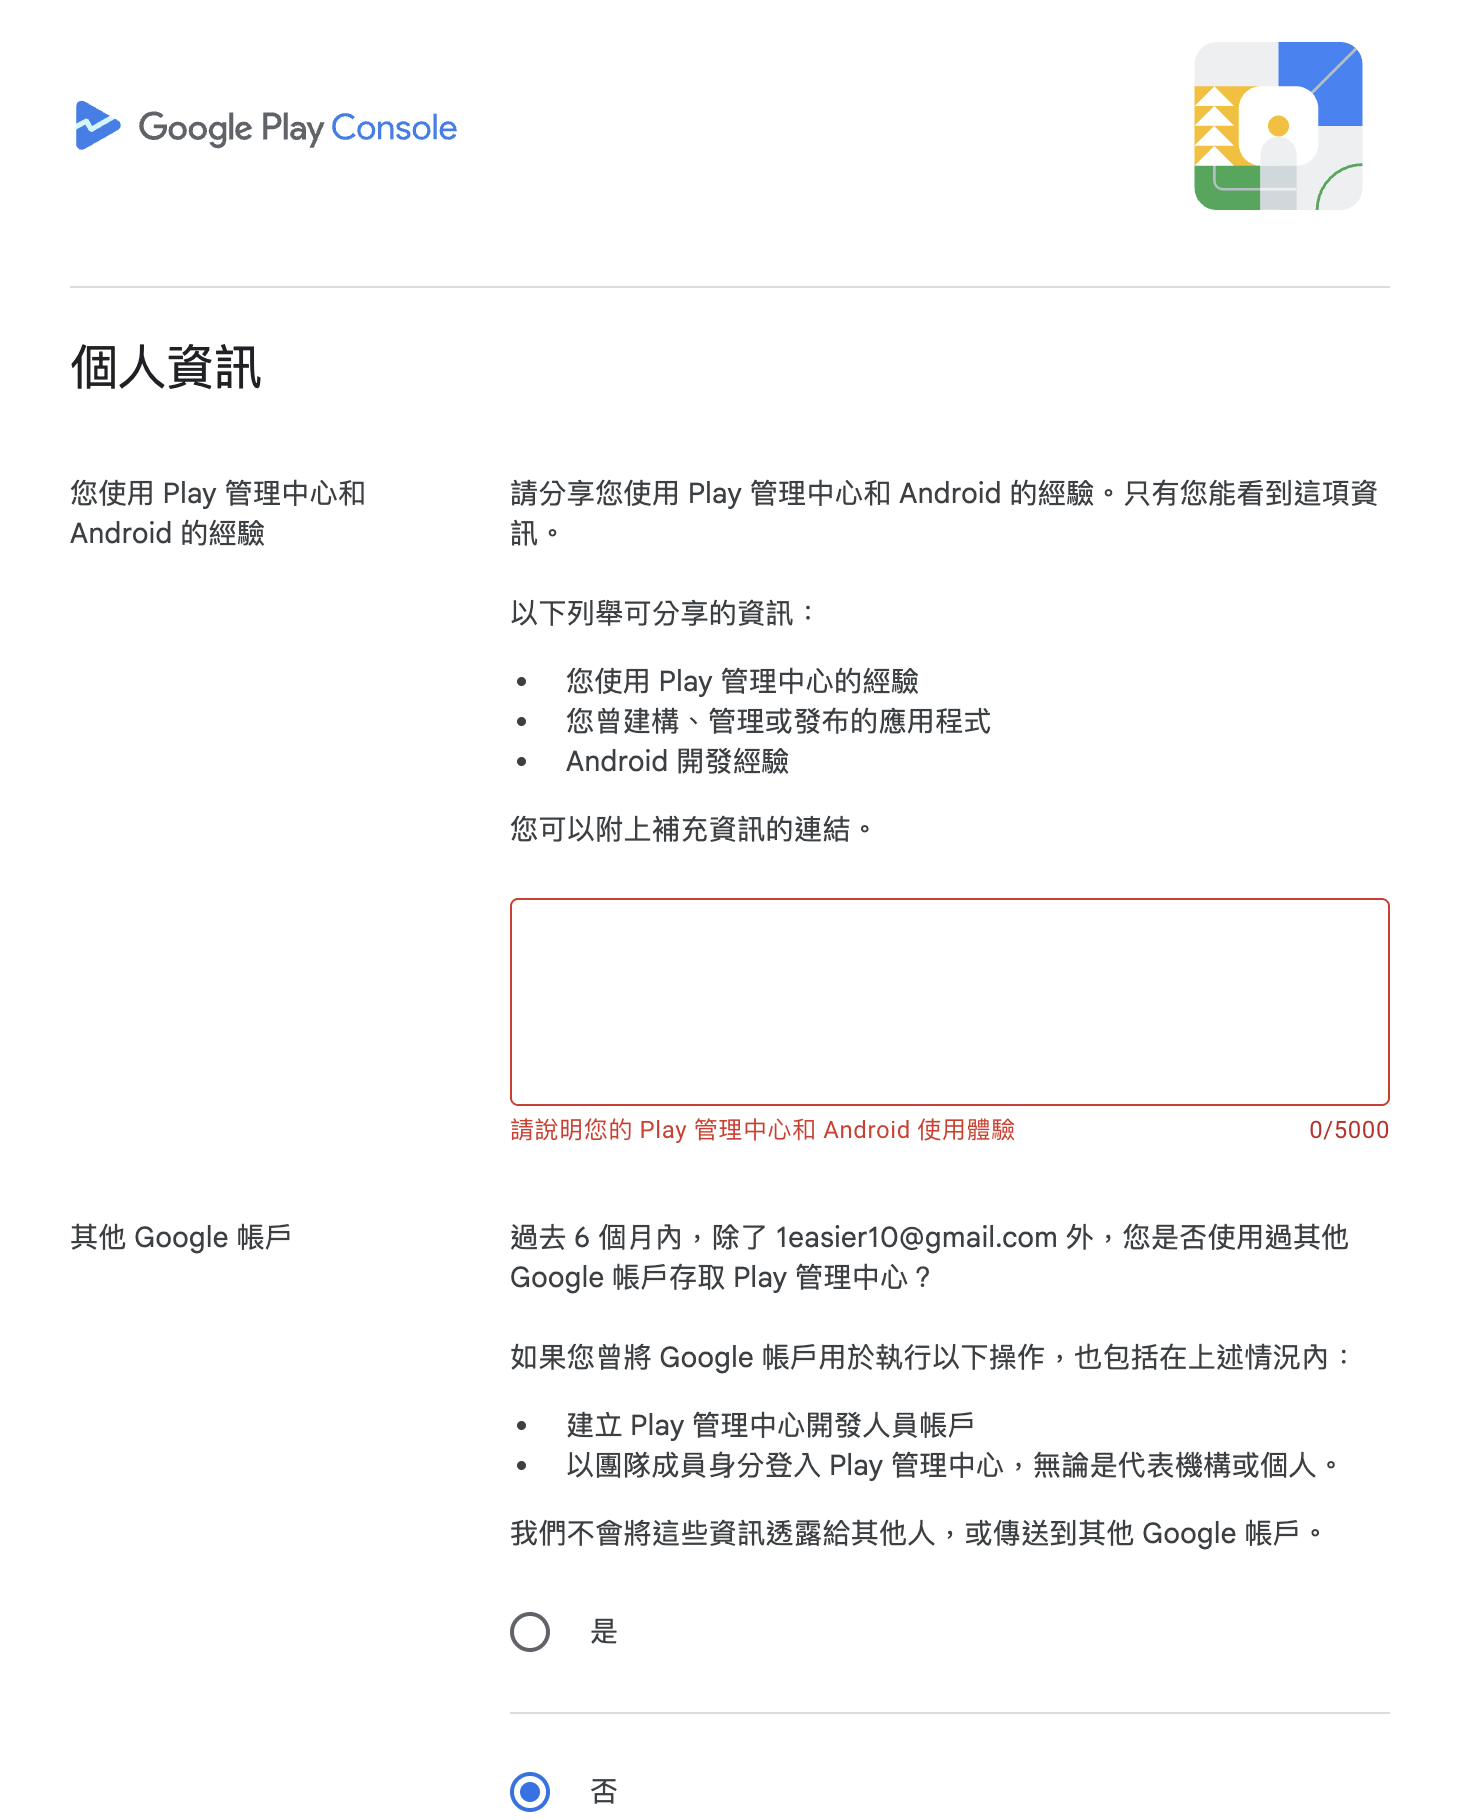 Google Play Console
個人資訊
您使用 Play 管理中心和
Android 的經驗
請分享您使用 Play 管理中心和 Android 的經驗。只有您能看到這項資
訊。
以下列舉可分享的資訊：
• 您使用 Play 管理中心的經驗
• 您曾建構、管理或發布的應用程式
• Android 開發經驗
您可以附上補充資訊的連結。
請說明您的 Play 管理中心和 Android 使用體驗 0/5000
其他 Google 帳戶
過去 6 個月內，除了 1easier10@gmail.com 外，您是否使用過其他
Google 帳戶存取 Play 管理中心？
如果您曾將 Google 帳戶用於執行以下操作，也包括在上述情況內：
• 建立 Play 管理中心開發人員帳戶
• 以團隊成員身分登入 Play 管理中心，無論是代表機構或個人。
我們不會將這些資訊透露給其他人，或傳送到其他 Google 帳戶。
是
否